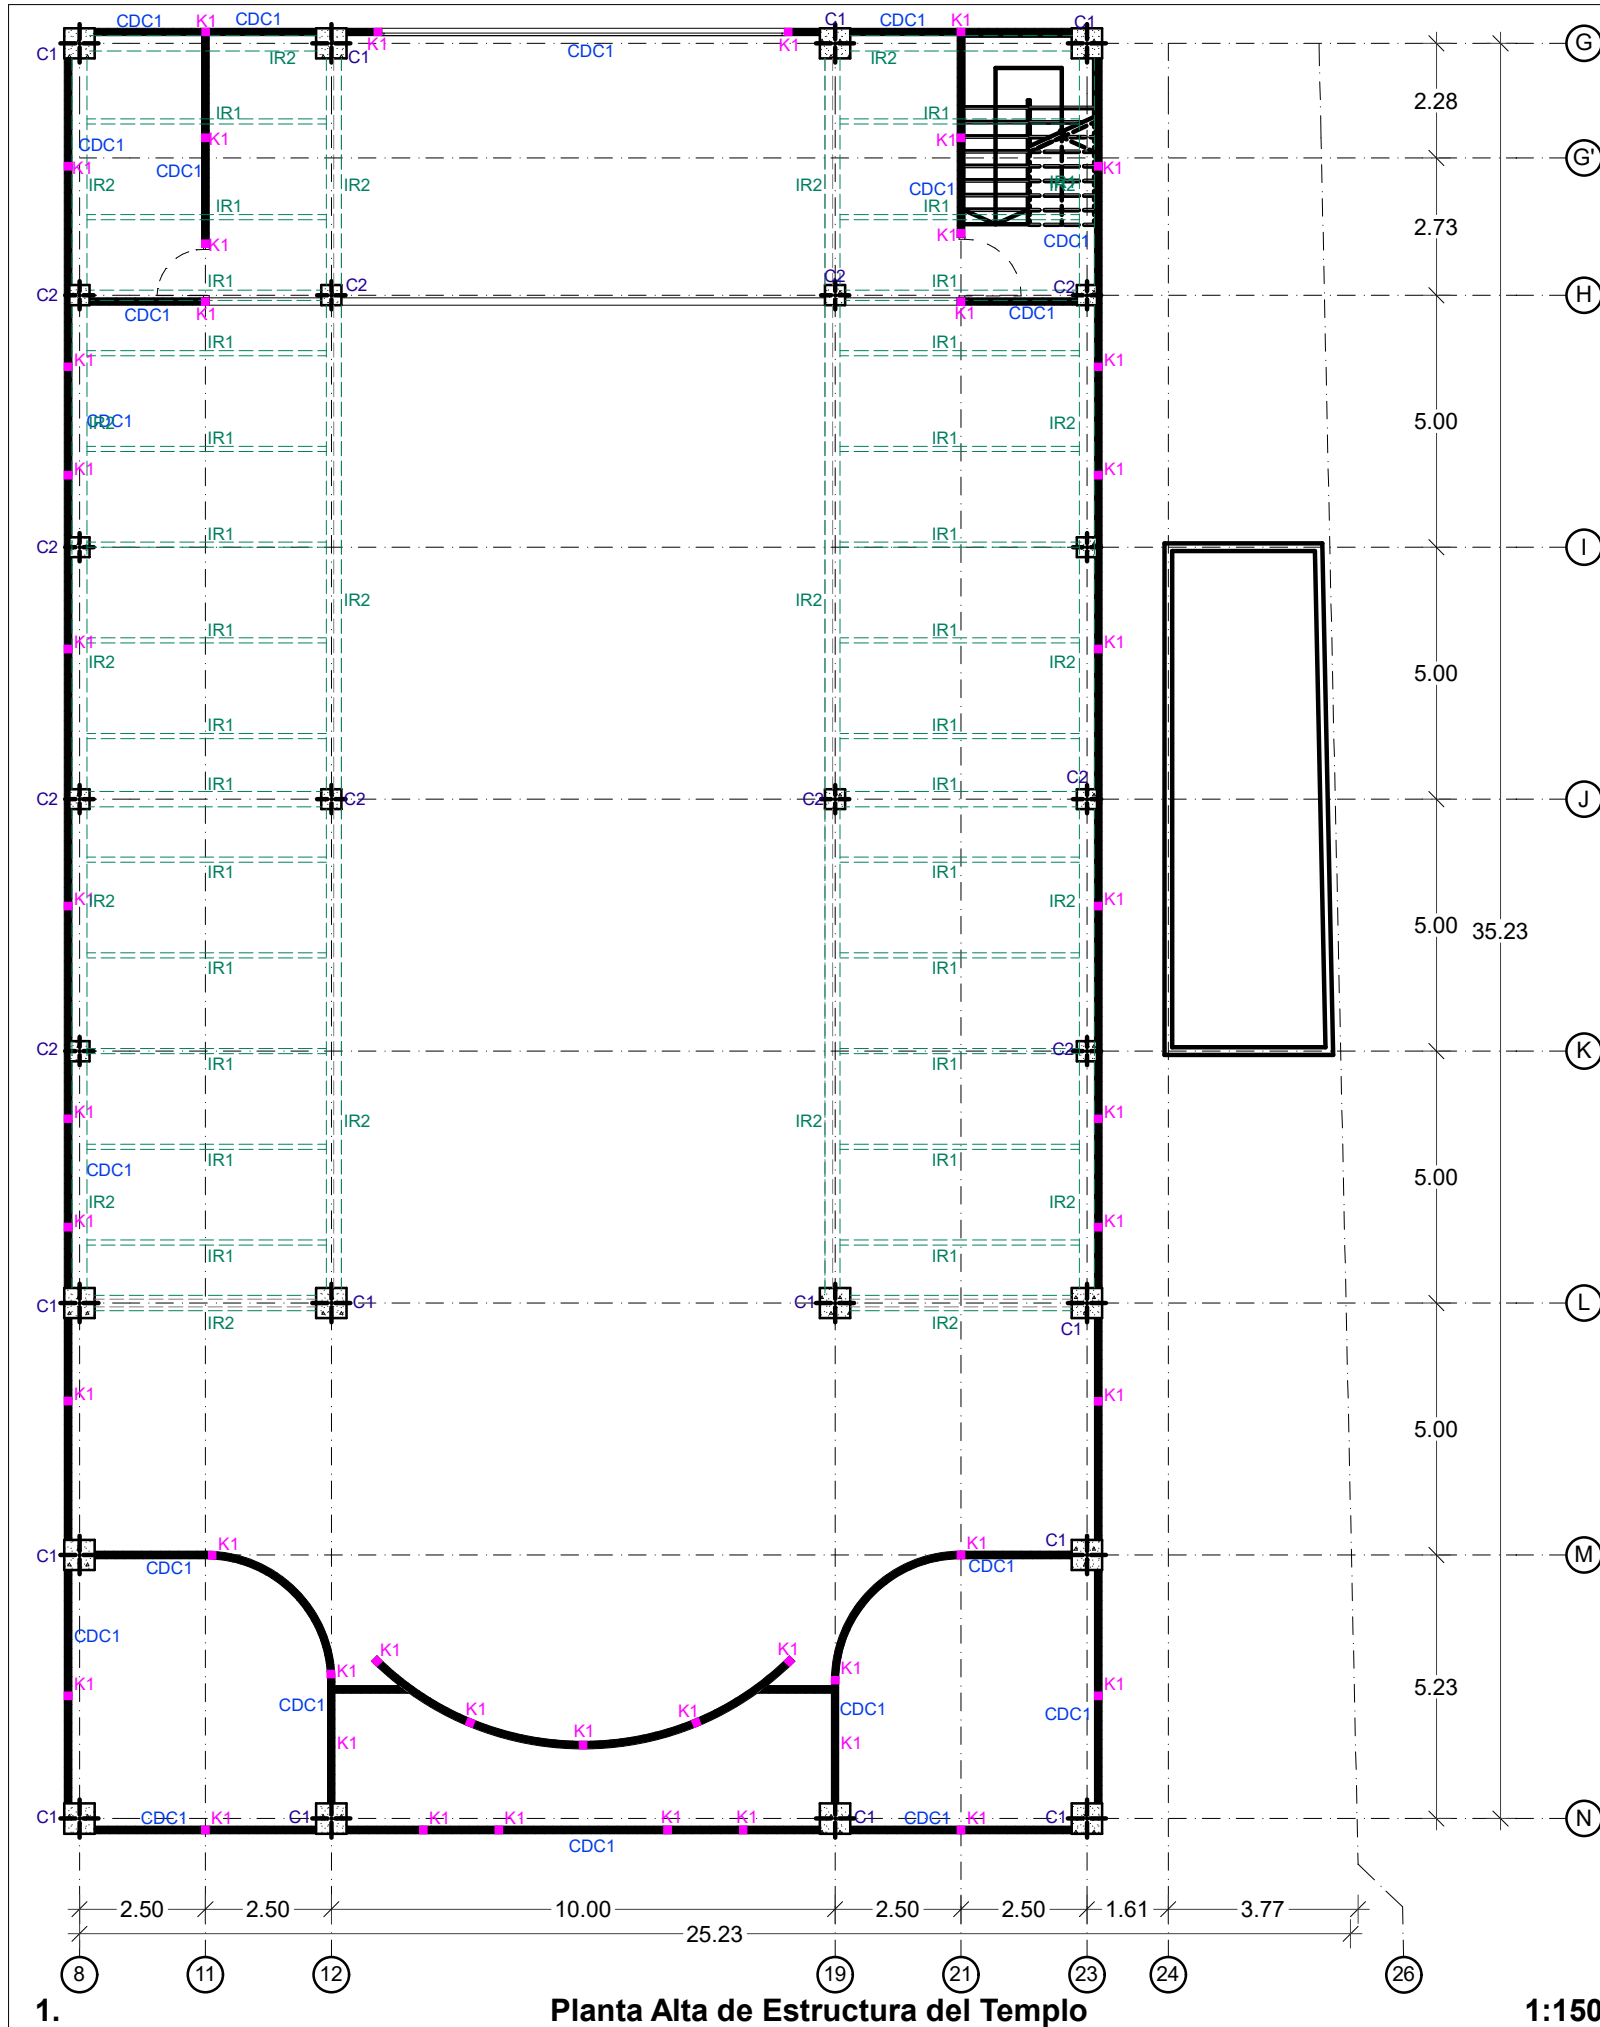 CDC1 K1 CDC1 C1 CDC1 K1 C1
C1 IR2 K1 C1 CDC1 K1 IR2 G
IR1 IR1 2.28
CDC1 K1 K1
K1 CDC1 K1 G'
IR2 IR2 IR2 CDC1 IR2
IR1 IR1 2.73
K1 K1 CDC1
C2 IR1 C2 C2 IR1 C2 H
CDC1 K1 K1 CDC1
IR1 IR1
K1 K1
CDC1 IR2 IR2 5.00
IR1 IR1
K1 K1
C2 IR1 IR1 I
IR2 IR2
K1 IR1 IR1 K1
IR2 IR2 5.00
IR1 IR1
C2 IR1 C2 C2 IR1 C2 J
IR1 IR1
K1 IR2 IR2 K1
5.00 35.23
IR1 IR1
C2 IR1 IR1 C2 K
K1 IR2 IR2 K1
CDC1 IR1 IR1 5.00
IR2 IR2
K1 K1
IR1 IR1
C1 C1 C1 C1 L
IR2 IR2
K1 K1
5.00
C1 K1 K1 C1 M
CDC1 CDC1
CDC1 K1 K1
K1 K1 K1 K1
CDC1 K1 K1 CDC1 CDC1 5.23
K1 K1 K1
C1 CDC1 K1 C1 K1 K1 K1 K1 C1 CDC1 K1 C1 N
CDC1
2.50 2.50 10.00 2.50 2.50 1.61 3.77
25.23
8 11 12 19 21 23 24 26
1. Planta Alta de Estructura del Templo 1:150